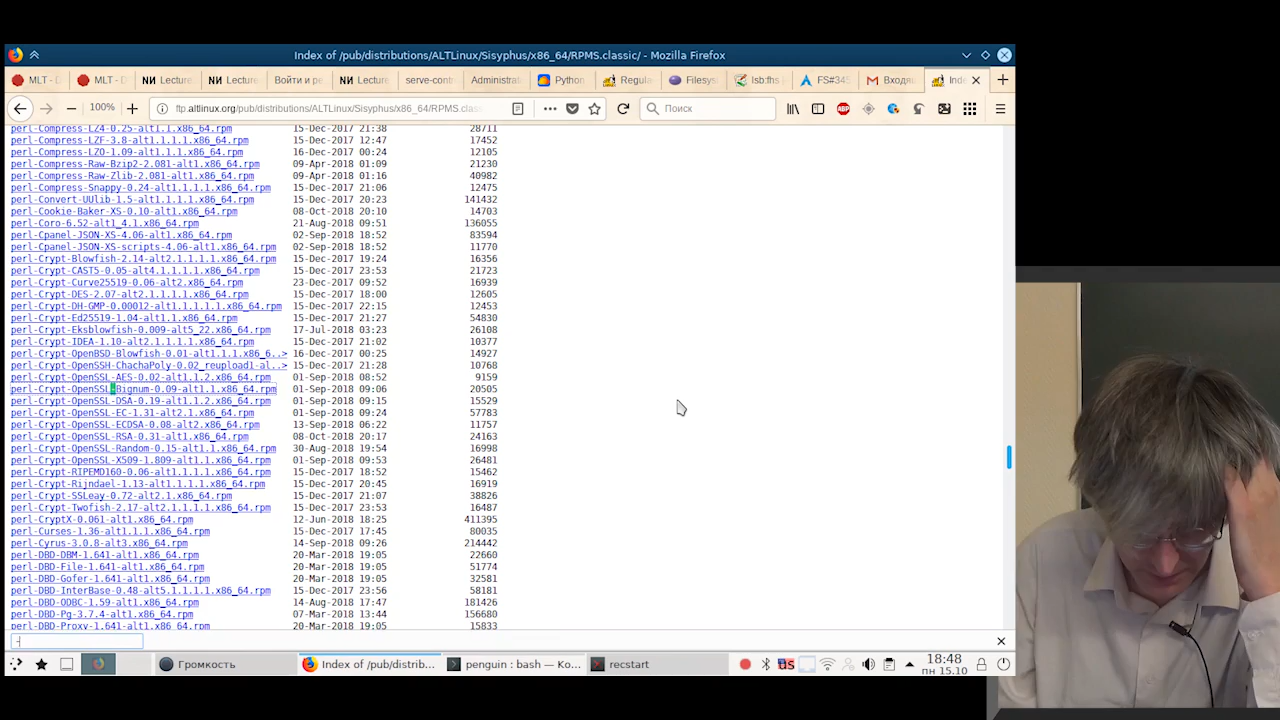 Index of /pub/distributions/ALTLinux/Sisyphus/x86_64/RPMS.classic/ - Mozilla Firefox
MLT - D MLT - D Lecture Lecture Войти и ре Lecture serve-contr Administrat Python Regula Filesys lsb:fhs FS#345 Входящ Inde
100% ftp.altlinux.org/pub/distributions/ALTLinux/Sisyphus/x86_64/RPMS.classic Поиск ABP
perl-Compress-LZ4-0.25-alt1.1.x86_64.rpm 15-Dec-2017 21:38 28711
perl-Compress-LZF-3.8-alt1.1.1.1.x86_64.rpm 15-Dec-2017 12:47 17452
perl-Compress-LZO-1.09-alt1.1.1.x86_64.rpm 16-Dec-2017 00:24 12105
perl-Compress-Raw-Bzip2-2.081-alt1.x86_64.rpm 09-Apr-2018 01:09 21230
perl-Compress-Raw-Zlib-2.081-alt1.x86_64.rpm 09-Apr-2018 01:16 40982
perl-Compress-Snappy-0.24-alt1.1.1.1.x86_64.rpm 15-Dec-2017 21:06 12475
perl-Convert-UUlib-1.5-alt1.1.1.x86_64.rpm 15-Dec-2017 20:23 141432
perl-Cookie-Baker-XS-0.10-alt1.x86_64.rpm 08-Oct-2018 20:10 14703
perl-Coro-6.52-alt1_4.1.x86_64.rpm 21-Aug-2018 09:51 136055
perl-Cpanel-JSON-XS-4.06-alt1.x86_64.rpm 02-Sep-2018 18:52 83594
perl-Cpanel-JSON-XS-scripts-4.06-alt1.x86_64.rpm 02-Sep-2018 18:52 11770
perl-Crypt-Blowfish-2.14-alt2.1.1.1.1.x86_64.rpm 15-Dec-2017 19:24 16356
perl-Crypt-CAST5-0.05-alt4.1.1.1.x86_64.rpm 15-Dec-2017 23:53 21723
perl-Crypt-Curve25519-0.06-alt2.x86_64.rpm 23-Dec-2017 09:52 16939
perl-Crypt-DES-2.07-alt2.1.1.1.1.x86_64.rpm 15-Dec-2017 18:00 12605
perl-Crypt-DH-GMP-0.00012-alt1.1.1.1.1.x86_64.rpm 15-Dec-2017 22:15 12453
perl-Crypt-Ed25519-1.04-alt1.1.x86_64.rpm 15-Dec-2017 21:27 54830
perl-Crypt-Eksblowfish-0.009-alt5_22.x86_64.rpm 17-Jul-2018 03:23 26108
perl-Crypt-IDEA-1.10-alt2.1.1.1.1.x86_64.rpm 15-Dec-2017 21:02 10377
perl-Crypt-OpenBSD-Blowfish-0.01-alt1.1.1.x86_6..> 16-Dec-2017 00:25 14927
perl-Crypt-OpenSSH-ChachaPoly-0.02_reupload1-al..> 15-Dec-2017 21:28 10768
perl-Crypt-OpenSSL-AES-0.02-alt1.1.2.x86_64.rpm 01-Sep-2018 08:52 9159
perl-Crypt-OpenSSL-Bignum-0.09-alt1.1.x86_64.rpm 01-Sep-2018 09:06 20505
perl-Crypt-OpenSSL-DSA-0.19-alt1.1.2.x86_64.rpm 01-Sep-2018 09:15 15529
perl-Crypt-OpenSSL-EC-1.31-alt2.1.x86_64.rpm 01-Sep-2018 09:24 57783
perl-Crypt-OpenSSL-ECDSA-0.08-alt2.x86_64.rpm 13-Sep-2018 06:22 11757
perl-Crypt-OpenSSL-RSA-0.31-alt1.x86_64.rpm 08-Oct-2018 20:17 24163
perl-Crypt-OpenSSL-Random-0.15-alt1.x86_64.rpm 30-Aug-2018 19:54 16998
perl-Crypt-OpenSSL-X509-1.809-alt1.x86_64.rpm 01-Sep-2018 09:53 26481
perl-Crypt-RIPEMD160-0.06-alt1.1.1.1.x86_64.rpm 15-Dec-2017 18:52 15462
perl-Crypt-Rijndael-1.13-alt1.1.1.x86_64.rpm 15-Dec-2017 20:45 16919
perl-Crypt-SSLeay-0.72-alt2.1.x86_64.rpm 15-Dec-2017 21:07 38826
perl-Crypt-Twofish-2.17-alt2.1.1.x86_64.rpm 15-Dec-2017 23:53 16487
perl-CryptX-0.061-alt1.x86_64.rpm 12-Jun-2018 18:25 411395
perl-Curses-1.36-alt1.1.1.x86_64.rpm 15-Dec-2017 17:45 80035
perl-Cyrus-3.0.8-alt3.x86_64.rpm 14-Sep-2018 09:26 214442
perl-DBD-DBM-1.641-alt1.x86_64.rpm 20-Mar-2018 19:05 22660
perl-DBD-File-1.641-alt1.x86_64.rpm 20-Mar-2018 19:05 51774
perl-DBD-Gofer-1.641-alt1.x86_64.rpm 20-Mar-2018 19:05 32581
perl-DBD-InterBase-0.48-alt5.1.1.1.1.x86_64.rpm 15-Dec-2017 23:56 58181
perl-DBD-ODBC-1.59-alt1.x86_64.rpm 14-Aug-2018 17:47 181426
perl-DBD-Pg-3.7.4-alt1.x86_64.rpm 07-Mar-2018 13:44 156680
perl-DBD-Proxy-1.641-alt1.x86_64.rpm 20-Mar-2018 19:05 15833
-
Громкость Index of /pub/distrib... penguin : bash — Ко... recstart us 18:48
пн 15.10